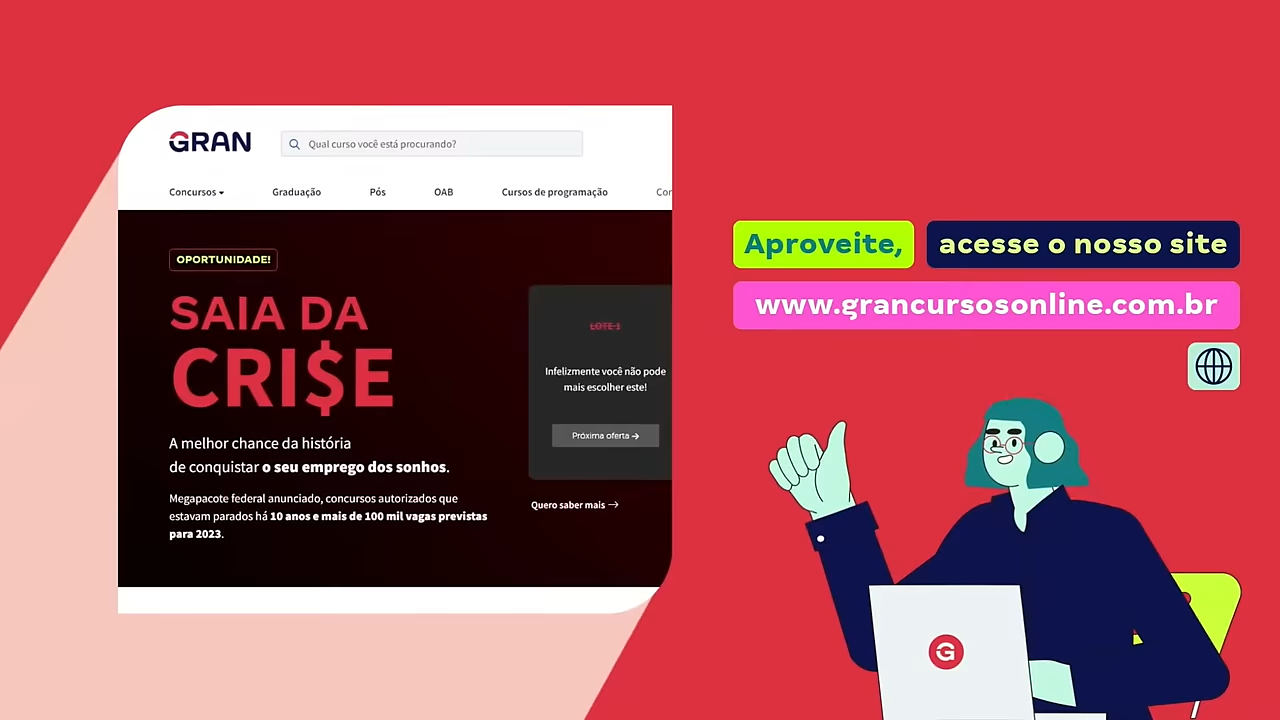 GRAN
Qual curso você está procurando?
Concursos
Graduação
Pós
OAB
Cursos de programação
OPORTUNIDADE!
SAIA DA
CRI$E
A melhor chance da história
de conquistar o seu emprego dos sonhos.
Megapacote federal anunciado, concursos autorizados que
estavam parados há 10 anos e mais de 100 mil vagas previstas
para 2023.
LOTE 1
Infelizmente você não pode
mais escolher este!
Próxima oferta →
Quero saber mais →
Aproveite, acesse o nosso site
www.grancursosonline.com.br
G